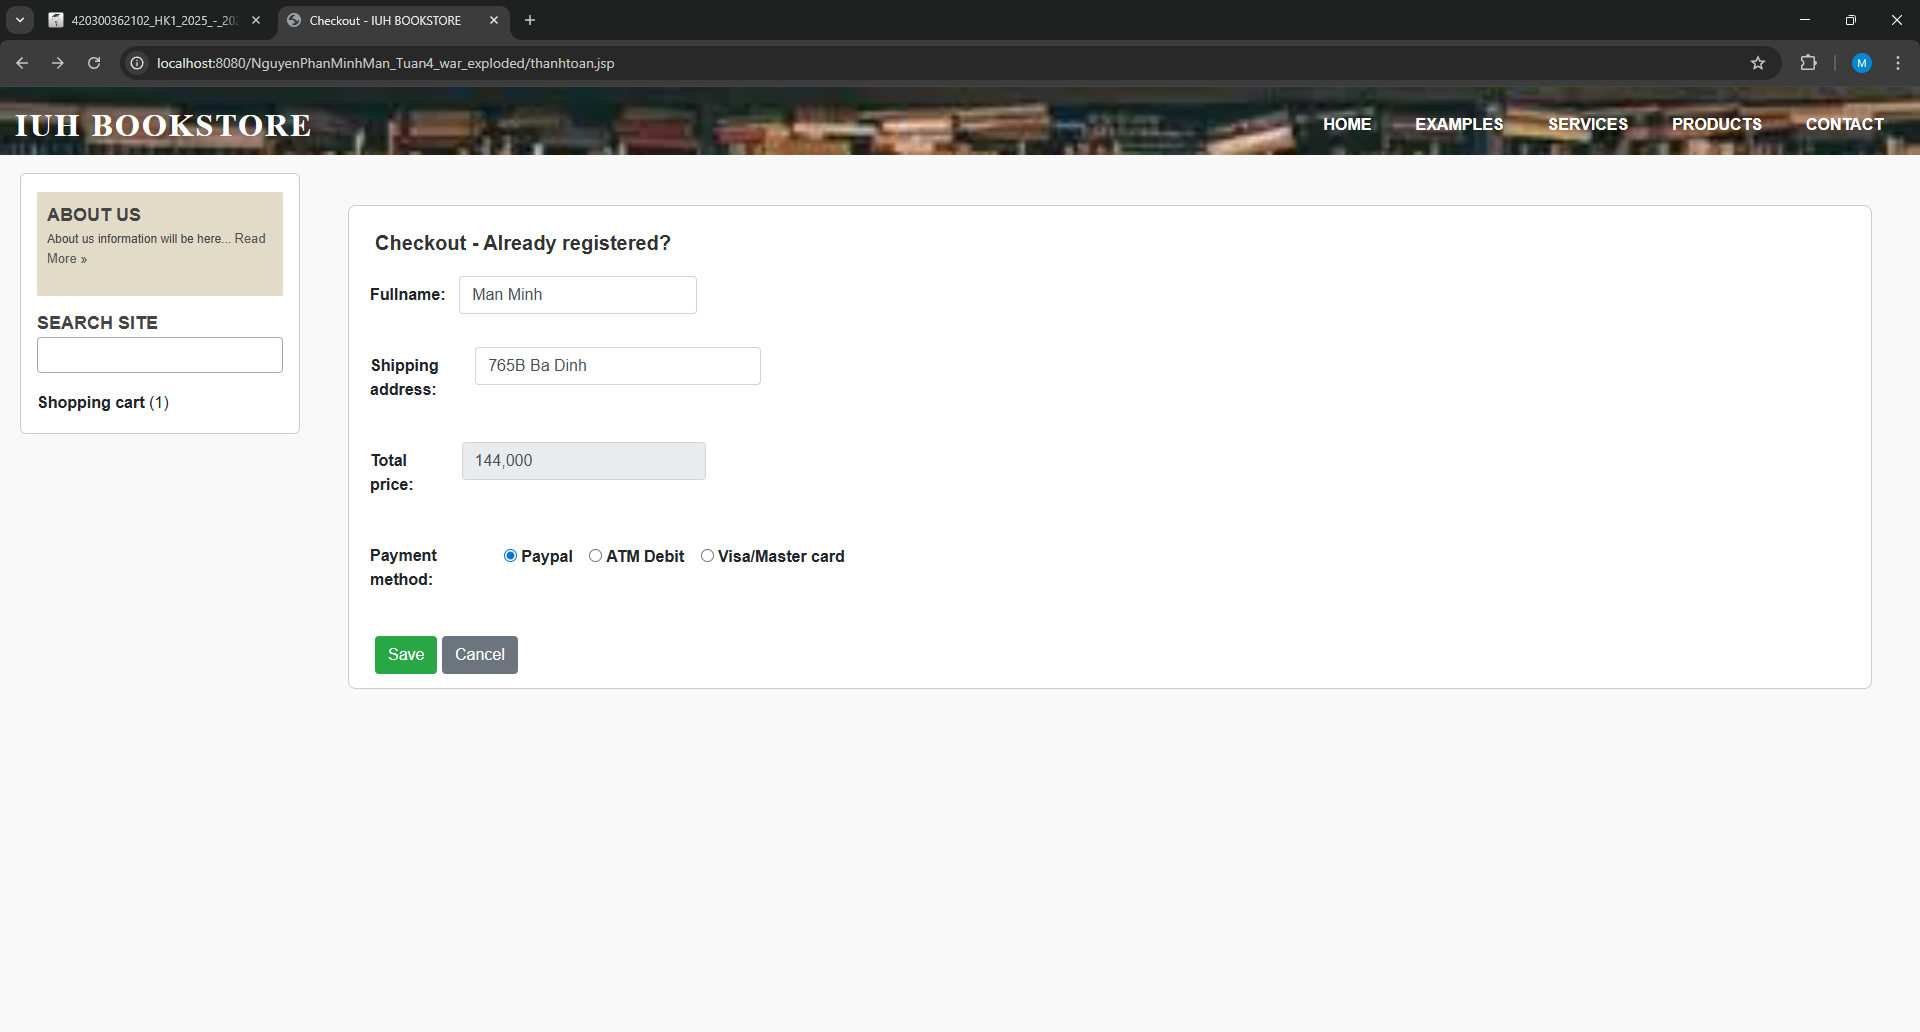 420300362102_HK1_2025_-_20
Checkout - IUH BOOKSTORE
localhost:8080/NguyenPhanMinhMan_Tuan4_war_exploded/thanhtoan.jsp
M
IUH BOOKSTORE
HOME EXAMPLES SERVICES PRODUCTS CONTACT
ABOUT US
About us information will be here... Read
More »
SEARCH SITE
Shopping cart (1)
Checkout - Already registered?
Fullname: Man Minh
Shipping
address:
765B Ba Dinh
Total
price:
144,000
Payment
method:
Paypal ATM Debit Visa/Master card
Save Cancel